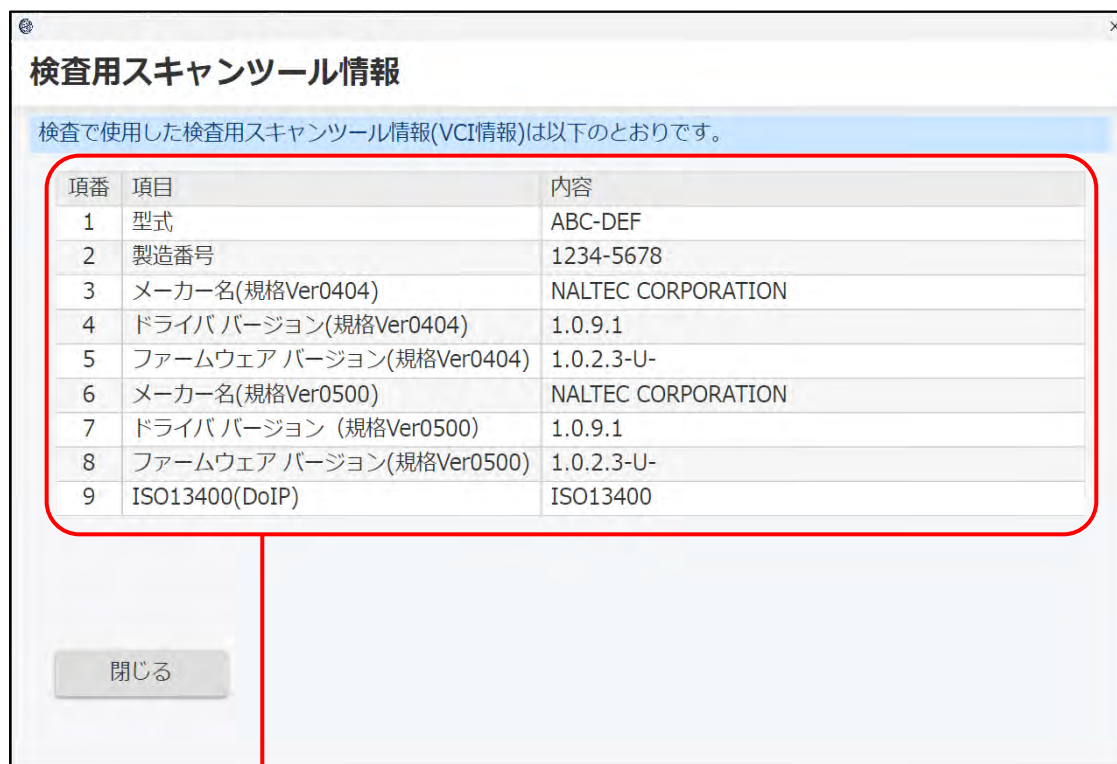 検査用スキャンツール情報
検査で使用した検査用スキャンツール情報(VCI情報)は以下のとおりです。
項番 項目 内容
1 型式 ABC-DEF
2 製造番号 1234-5678
3 メーカー名(規格Ver0404) NALTEC CORPORATION
4 ドライバ バージョン(規格Ver0404) 1.0.9.1
5 ファームウェア バージョン(規格Ver0404) 1.0.2.3-U-
6 メーカー名(規格Ver0500) NALTEC CORPORATION
7 ドライバ バージョン（規格Ver0500） 1.0.9.1
8 ファームウェア バージョン(規格Ver0500) 1.0.2.3-U-
9 ISO13400(DoIP) ISO13400
閉じる